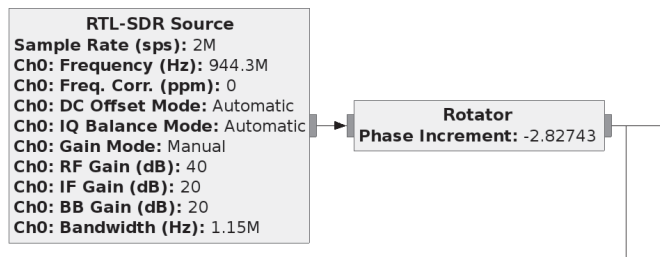 RTL-SDR Source
Sample Rate (sps): 2M
Ch0: Frequency (Hz): 944.3M
Ch0: Freq. Corr. (ppm): 0
Ch0: DC Offset Mode: Automatic
Ch0: IQ Balance Mode: Automatic
Ch0: Gain Mode: Manual
Ch0: RF Gain (dB): 40
Ch0: IF Gain (dB): 20
Ch0: BB Gain (dB): 20
Ch0: Bandwidth (Hz): 1.15M
Rotator
Phase Increment: -2.82743